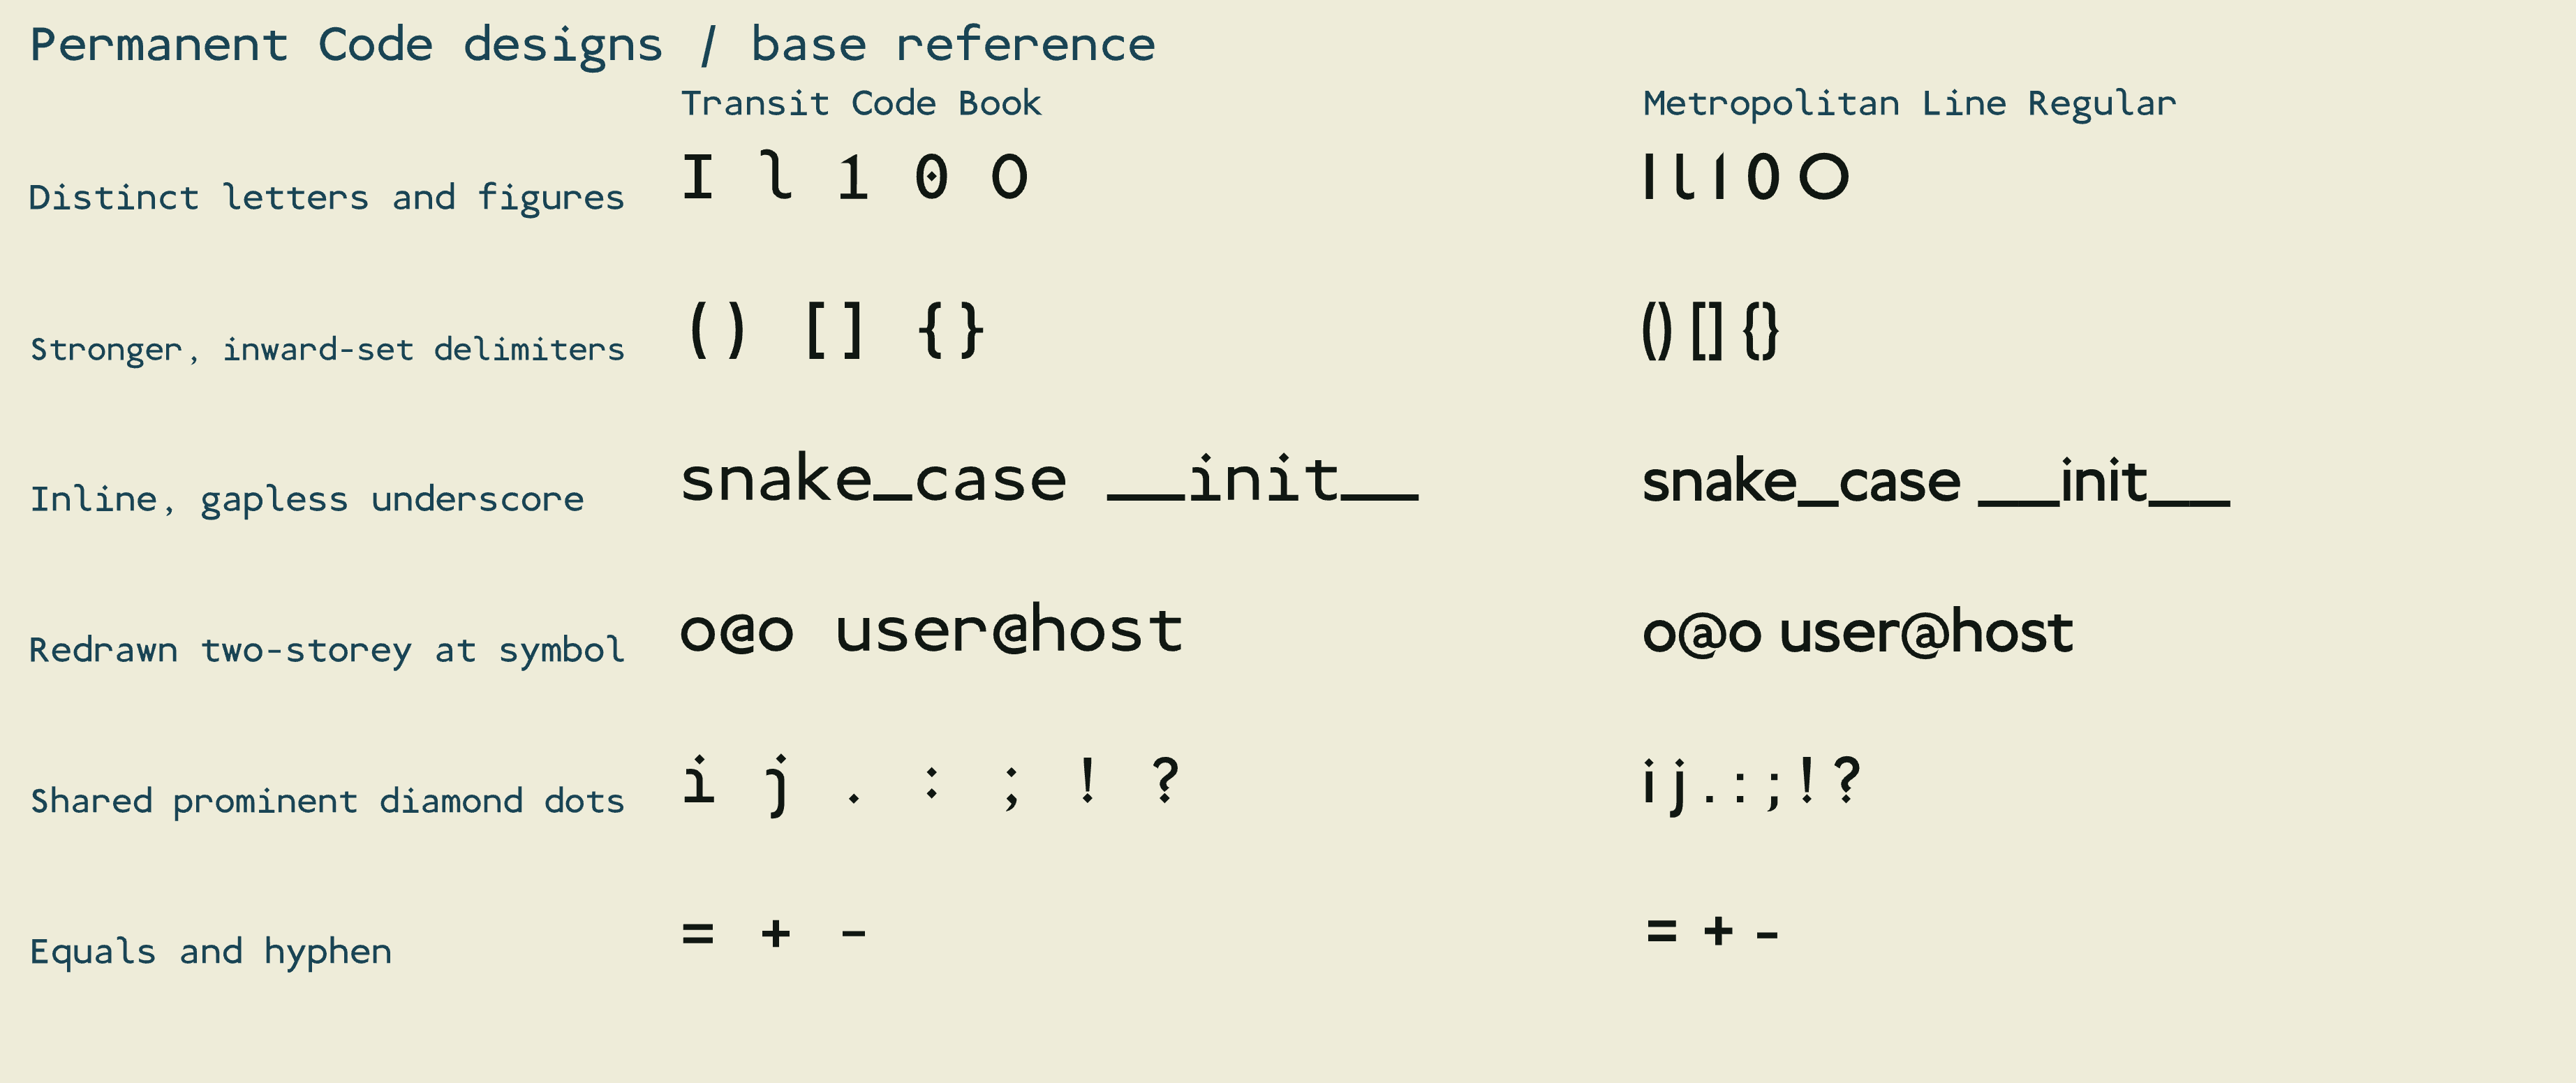 Permanent Code designs / base reference
Transit Code Book
Metropolitan Line Regular
Distinct letters and figures
I l 1 0 O
I l 1 0 O
Stronger, inward-set delimiters
() [] {}
() [] {}
Inline, gapless underscore
snake_case __init__
snake_case __init__
Redrawn two-storey at symbol
o@o user@host
o@o user@host
Shared prominent diamond dots
i j . : ; ! ?
i j . : ; ! ?
Equals and hyphen
= + -
= + -